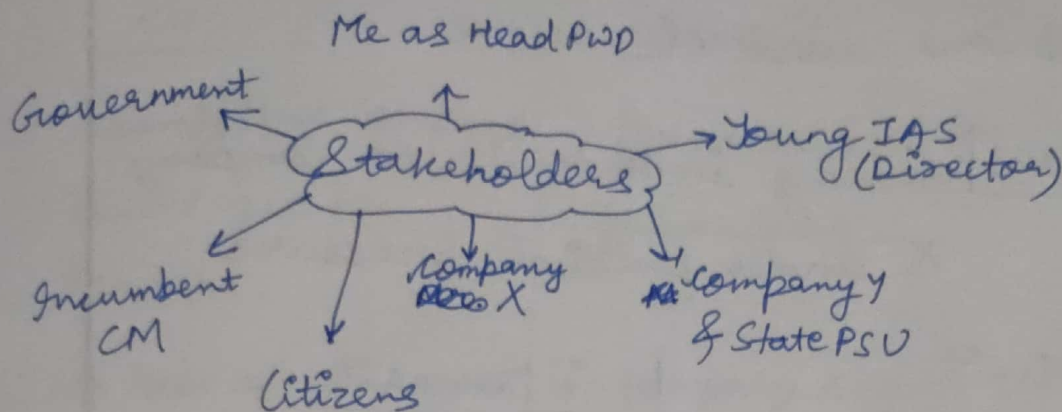 Me as Head PWD
Government
Stakeholders
Young IAS
(Director)
Incumbent
CM
Company
X
Company Y
& State PSU
Citizens